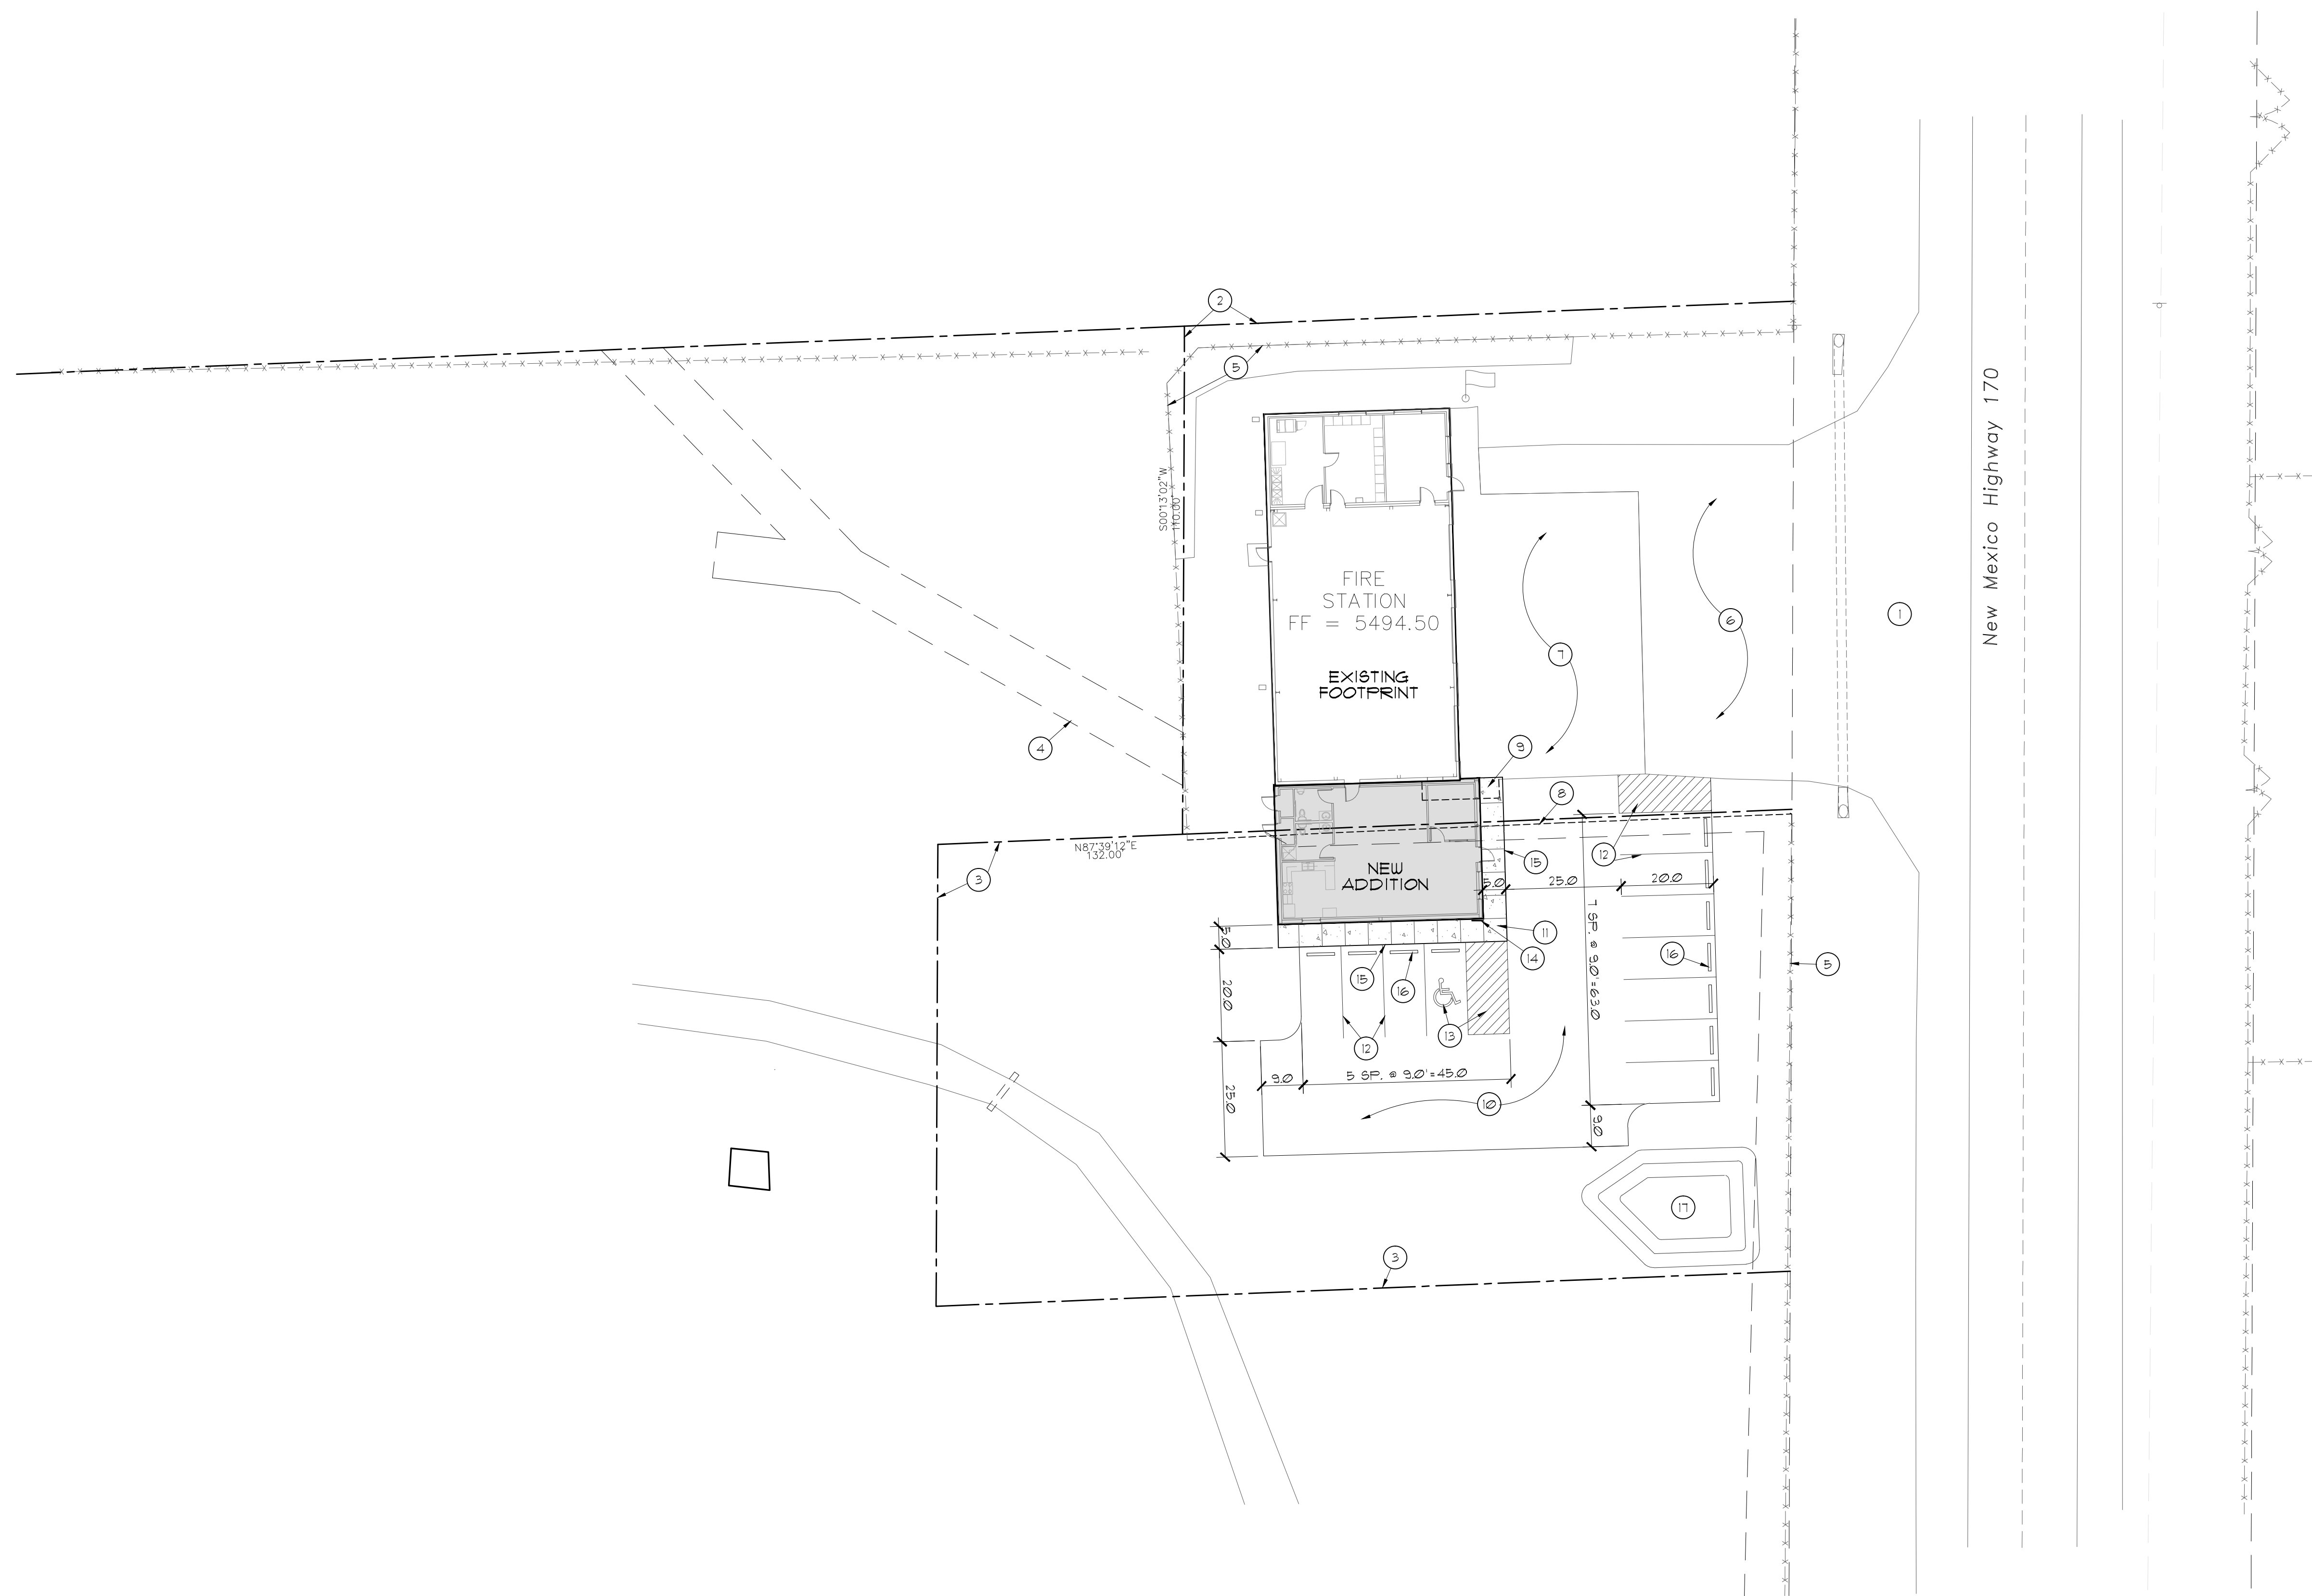 2
5
S00°13'02"W
110.00'
New Mexico Highway 170
FIRE
STATION
FF = 5494.50
1
6
7
EXISTING
FOOTPRINT
4
9
8
N87°39'12"E
132.00'
3
12
15
NEW
ADDITION
5.0
25.0
20.0
7 SP. @ 9.0'=63.0
5.0
11
14
15
16
16
5
20.0
13
12
5 SP. @ 9.0'=45.0
9.0
25.0
10
9.0
17
3